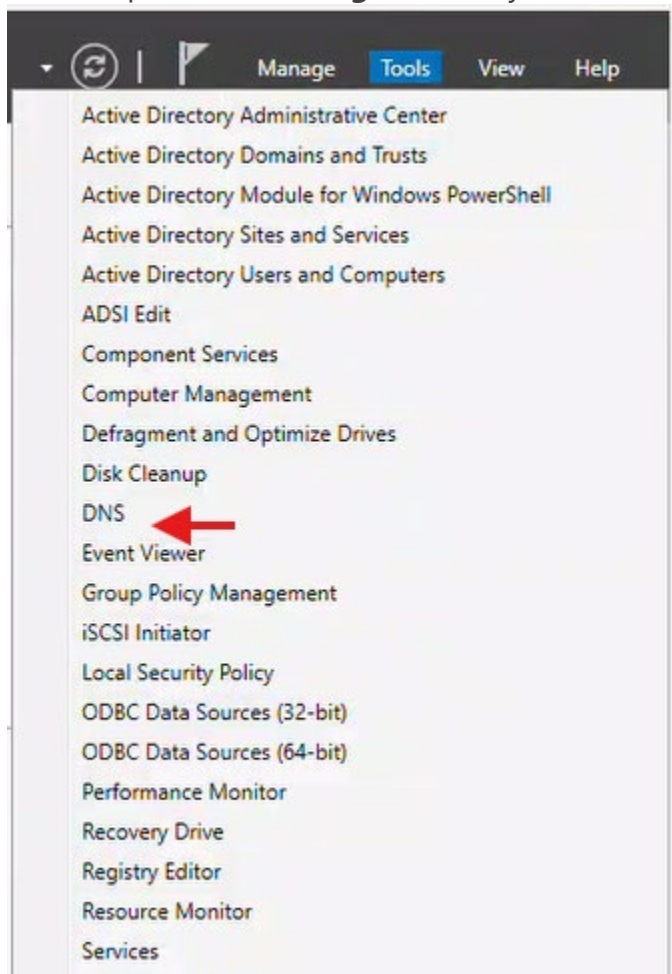 Manage Tools View Help
Active Directory Administrative Center
Active Directory Domains and Trusts
Active Directory Module for Windows PowerShell
Active Directory Sites and Services
Active Directory Users and Computers
ADSI Edit
Component Services
Computer Management
Defragment and Optimize Drives
Disk Cleanup
DNS
Event Viewer
Group Policy Management
iSCSI Initiator
Local Security Policy
ODBC Data Sources (32-bit)
ODBC Data Sources (64-bit)
Performance Monitor
Recovery Drive
Registry Editor
Resource Monitor
Services